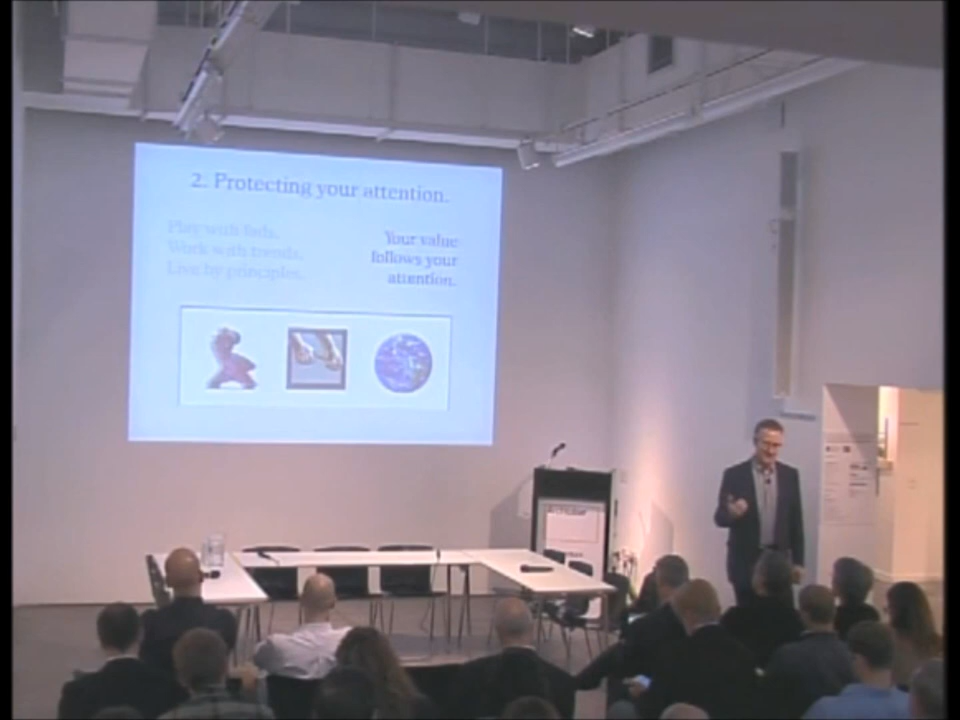 2. Protecting your attention.
Play with fads.
Work with trends.
Live by principles.
Your value
follows your
attention.